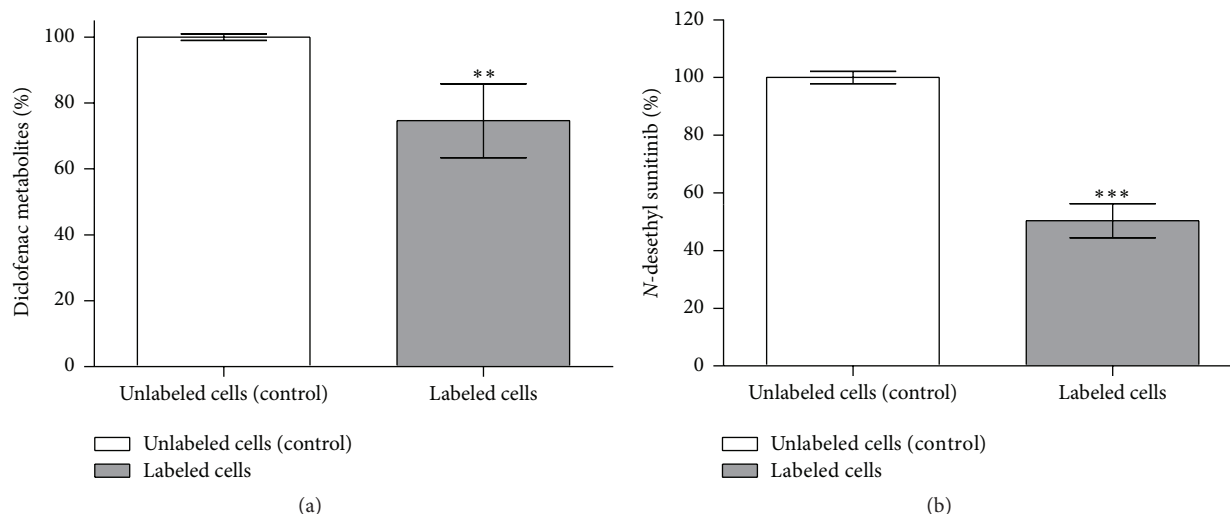 Diclofenac metabolites (%)
100
80
60
40
20
0
**
Unlabeled cells (control)
Labeled cells
Unlabeled cells (control)
Labeled cells
(a)
N-desethyl sunitinib (%)
120
100
80
60
40
20
0
***
Unlabeled cells (control)
Labeled cells
Unlabeled cells (control)
Labeled cells
(b)